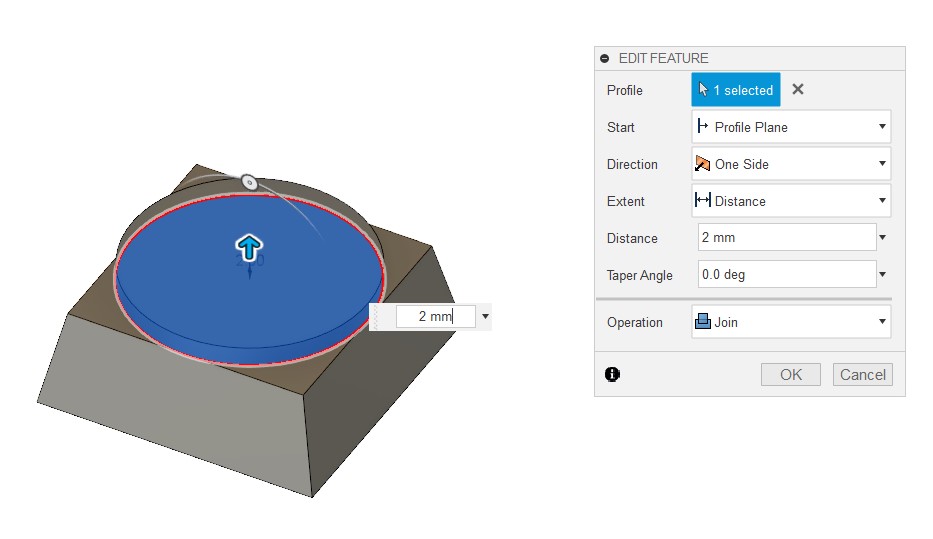 EDIT FEATURE
Profile
1 selected
Start
Profile Plane
Direction
One Side
Extent
Distance
Distance
2 mm
Taper Angle
0.0 deg
Operation
Join
OK
Cancel
2 mm